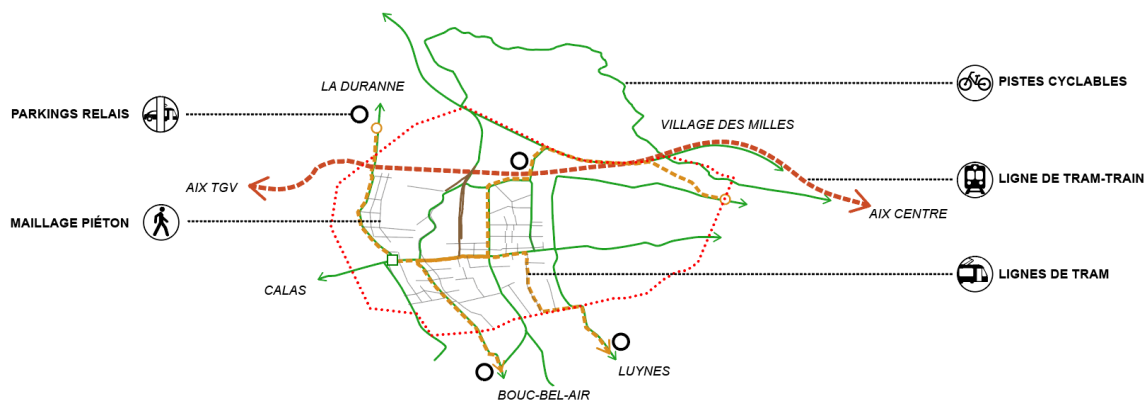 LA DURANNE
PISTES CYCLABLES
PARKINGS RELAIS
VILLAGE DES MILLES
AIX TGV
LIGNE DE TRAM-TRAIN
MAILLAGE PIÉTON
AIX CENTRE
CALAS
LIGNES DE TRAM
LUYNES
BOUC-BEL-AIR